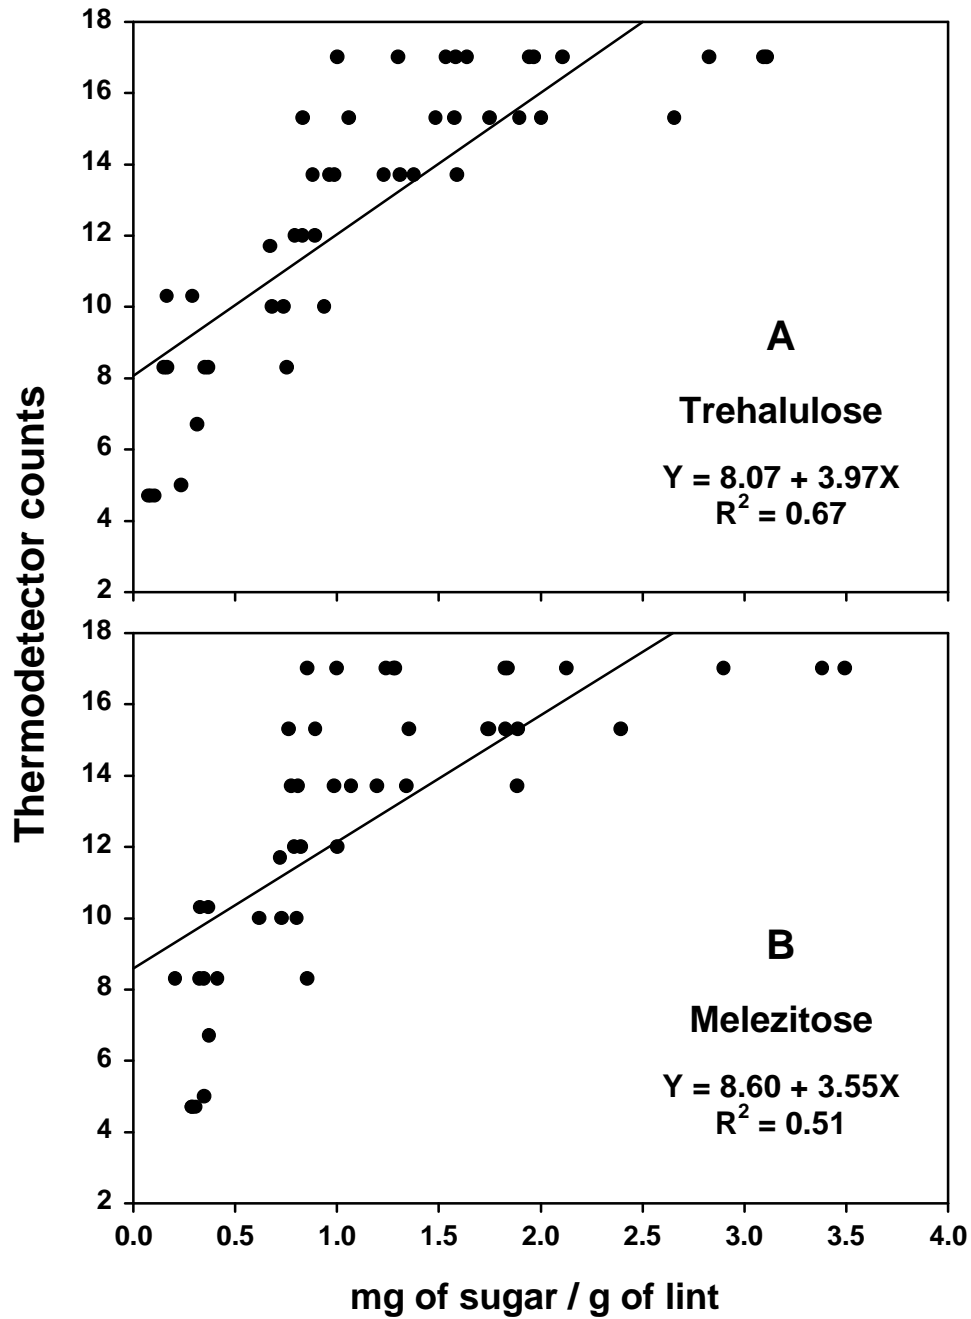 18
16
14
12
10
8
6
4
2
A
Trehalulose
Y = 8.07 + 3.97X
R² = 0.67
Thermodetector counts
18
16
14
12
10
8
6
4
2
B
Melezitose
Y = 8.60 + 3.55X
R² = 0.51
0.0 0.5 1.0 1.5 2.0 2.5 3.0 3.5 4.0
mg of sugar / g of lint